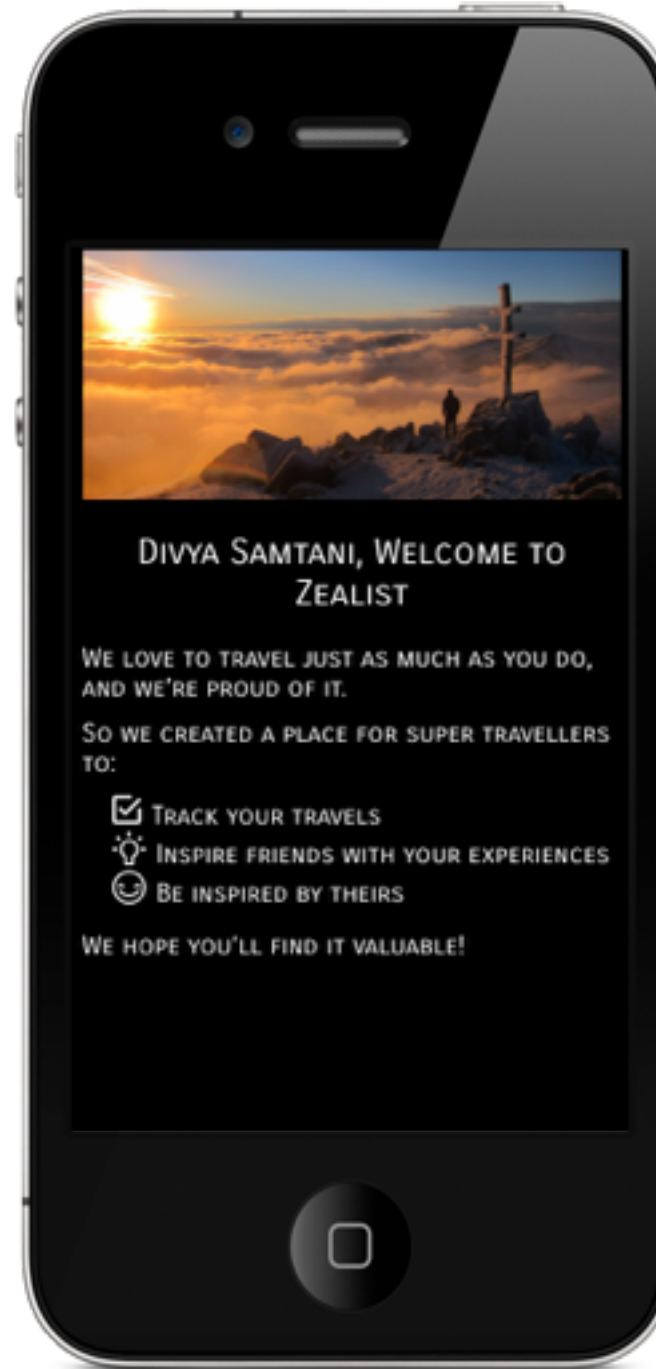 Divya Samtani, Welcome to
Zealist
We love to travel just as much as you do,
and we're proud of it.
So we created a place for super travellers
to:
Track your travels
Inspire friends with your experiences
Be inspired by theirs
We hope you'll find it valuable!